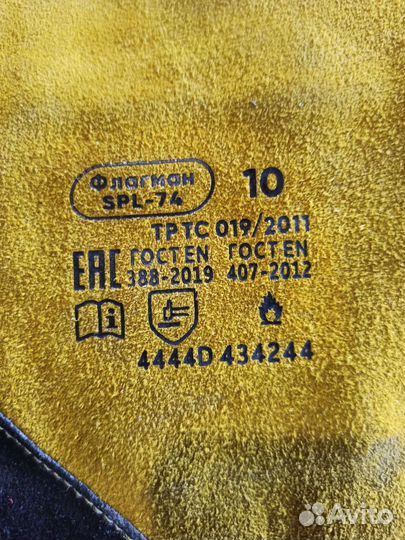 Флагман 10
SPL-74
ТР ТС 019/2011
EAC ГОСТ EN ГОСТ EN
388-2019 407-2012
i
4444D 434244
Avito